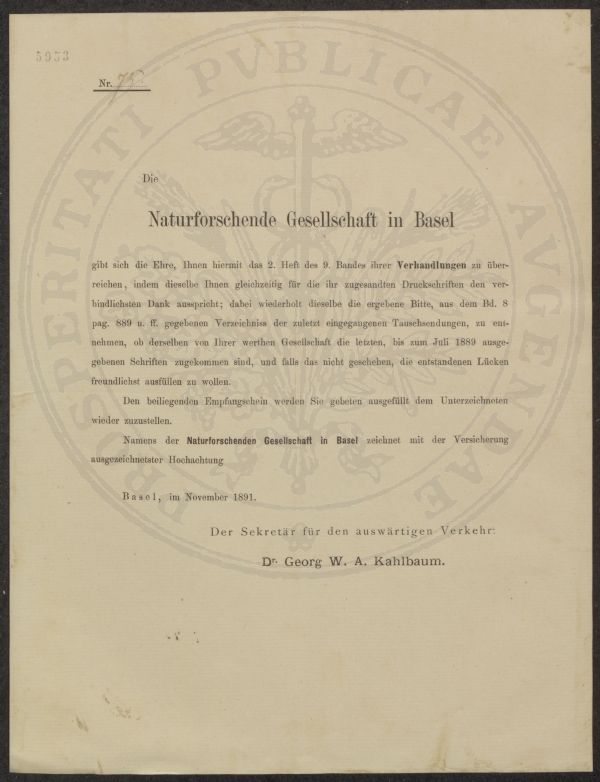 5953
Nr.
Die
Naturforschende Gesellschaft in Basel
gibt sich die Ehre, Ihnen hiermit das 2. Heft des 9. Bandes ihrer Verhandlungen zu über-
reichen, indem dieselbe Ihnen gleichzeitig für die ihr zugesandten Druckschriften den ver-
bindlichsten Dank ausspricht; dabei wiederholt dieselbe die ergebene Bitte, aus dem Bd. 8
pag. 889 u. ff. gegebenen Verzeichniss der zuletzt eingegangenen Tauschsendungen, zu ent-
nehmen, ob derselben von Ihrer werthen Gesellschaft die letzten, bis zum Juli 1889 ausge-
gebenen Schriften zugekommen sind, und falls das nicht geschehen, die entstandenen Lücken
freundlichst ausfüllen zu wollen.
Den beiliegenden Empfangschein werden Sie gebeten ausgefüllt dem Unterzeichneten
wieder zuzustellen.
Namens der Naturforschenden Gesellschaft in Basel zeichnet mit der Versicherung
ausgezeichnetster Hochachtung
Basel, im November 1891.
Der Sekretär für den auswärtigen Verkehr:
Dr. Georg W. A. Kahlbaum.
PROSPERITATI PVBLICAE AVGENDAE